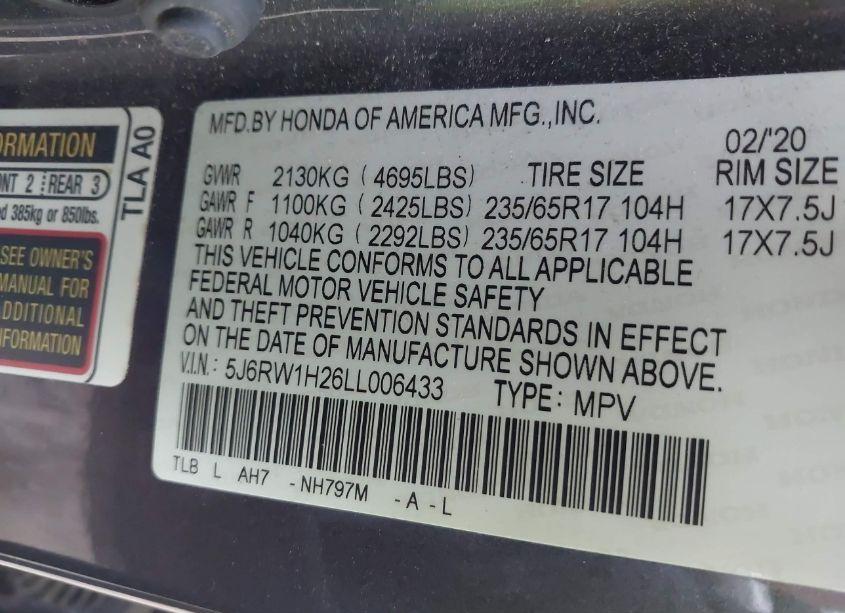 ORMATION
ONT 2 REAR 3
ed 385kg or 850lbs.
SEE OWNER'S
MANUAL FOR
ADDITIONAL
INFORMATION
TLA A0
MFD.BY HONDA OF AMERICA MFG.,INC.
02/'20
GVWR 2130KG (4695LBS) TIRE SIZE RIM SIZE
GAWR F 1100KG (2425LBS) 235/65R17 104H 17X7.5J
GAWR R 1040KG (2292LBS) 235/65R17 104H 17X7.5J
THIS VEHICLE CONFORMS TO ALL APPLICABLE
FEDERAL MOTOR VEHICLE SAFETY
AND THEFT PREVENTION STANDARDS IN EFFECT
ON THE DATE OF MANUFACTURE SHOWN ABOVE.
V.I.N.: 5J6RW1H26LL006433 TYPE: MPV
TLB L AH7 -NH797M -A -L